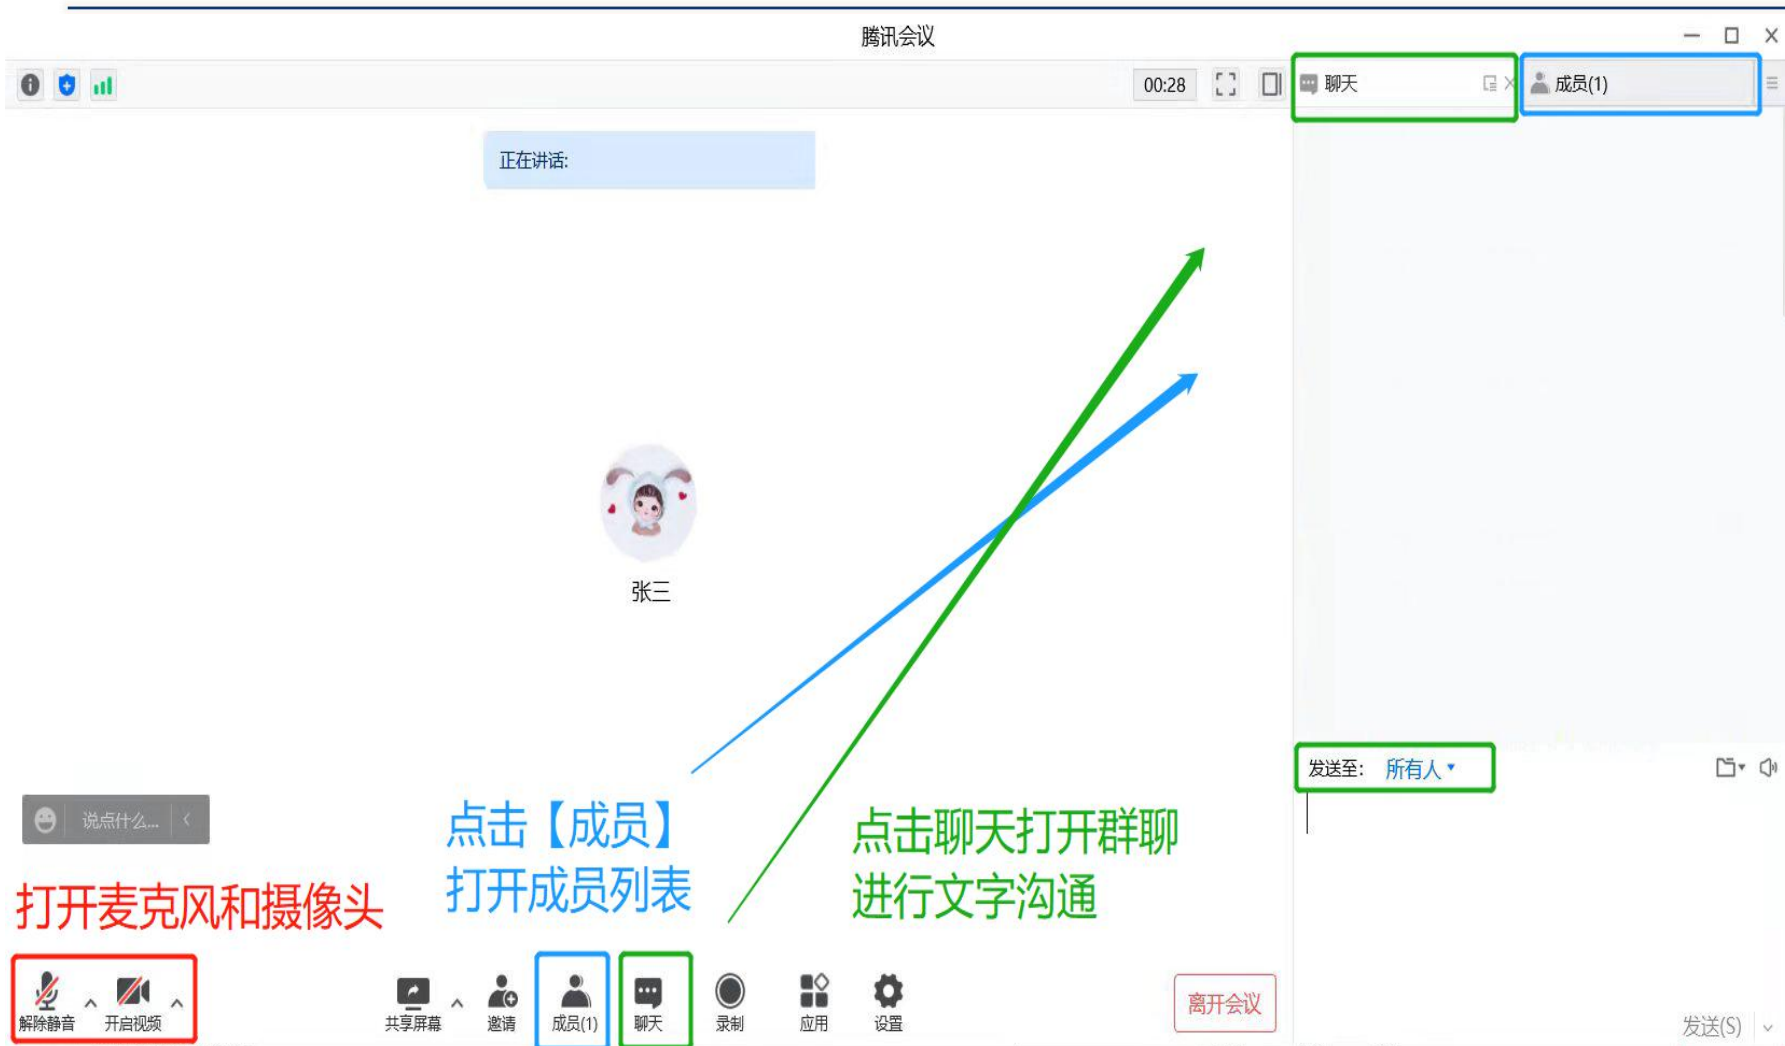 腾讯会议
00:28
聊天
成员(1)
正在讲话:
张三
发送至: 所有人
说点什么...
点击【成员】
打开成员列表
点击聊天打开群聊
进行文字沟通
打开麦克风和摄像头
解除静音
开启视频
共享屏幕
邀请
成员(1)
聊天
录制
应用
设置
离开会议
发送(S)